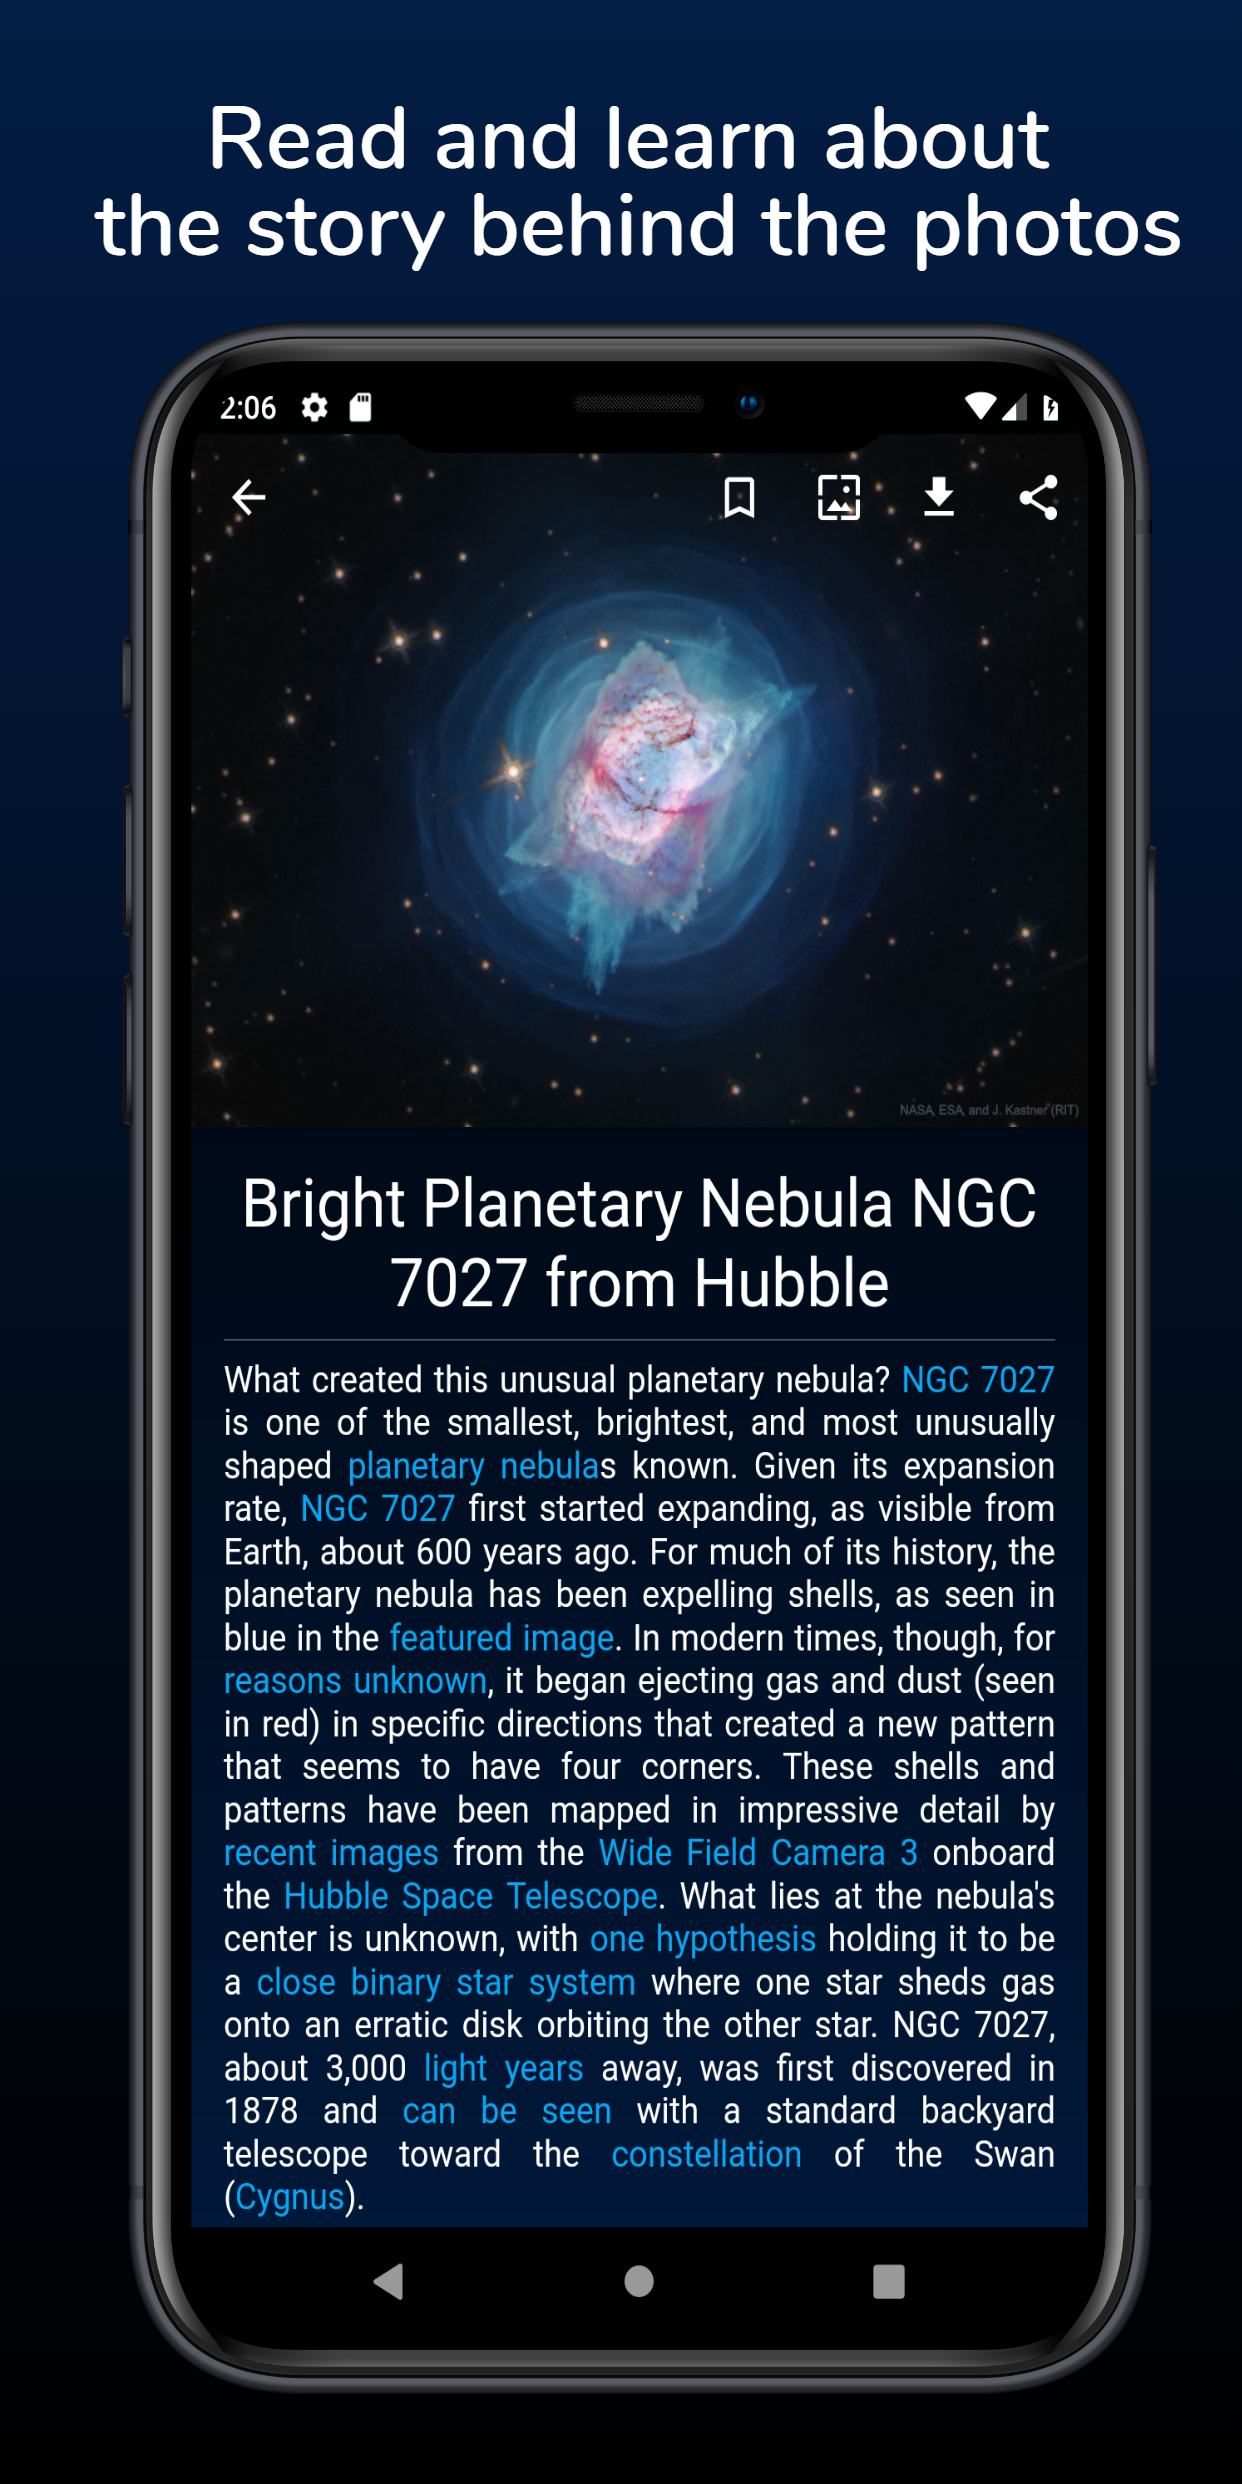 Read and learn about
the story behind the photos
2:06
NASA, ESA, and J. Kastner (RIT)
Bright Planetary Nebula NGC
7027 from Hubble
What created this unusual planetary nebula? NGC 7027
is one of the smallest, brightest, and most unusually
shaped planetary nebulas known. Given its expansion
rate, NGC 7027 first started expanding, as visible from
Earth, about 600 years ago. For much of its history, the
planetary nebula has been expelling shells, as seen in
blue in the featured image. In modern times, though, for
reasons unknown, it began ejecting gas and dust (seen
in red) in specific directions that created a new pattern
that seems to have four corners. These shells and
patterns have been mapped in impressive detail by
recent images from the Wide Field Camera 3 onboard
the Hubble Space Telescope. What lies at the nebula's
center is unknown, with one hypothesis holding it to be
a close binary star system where one star sheds gas
onto an erratic disk orbiting the other star. NGC 7027,
about 3,000 light years away, was first discovered in
1878 and can be seen with a standard backyard
telescope toward the constellation of the Swan
(Cygnus).